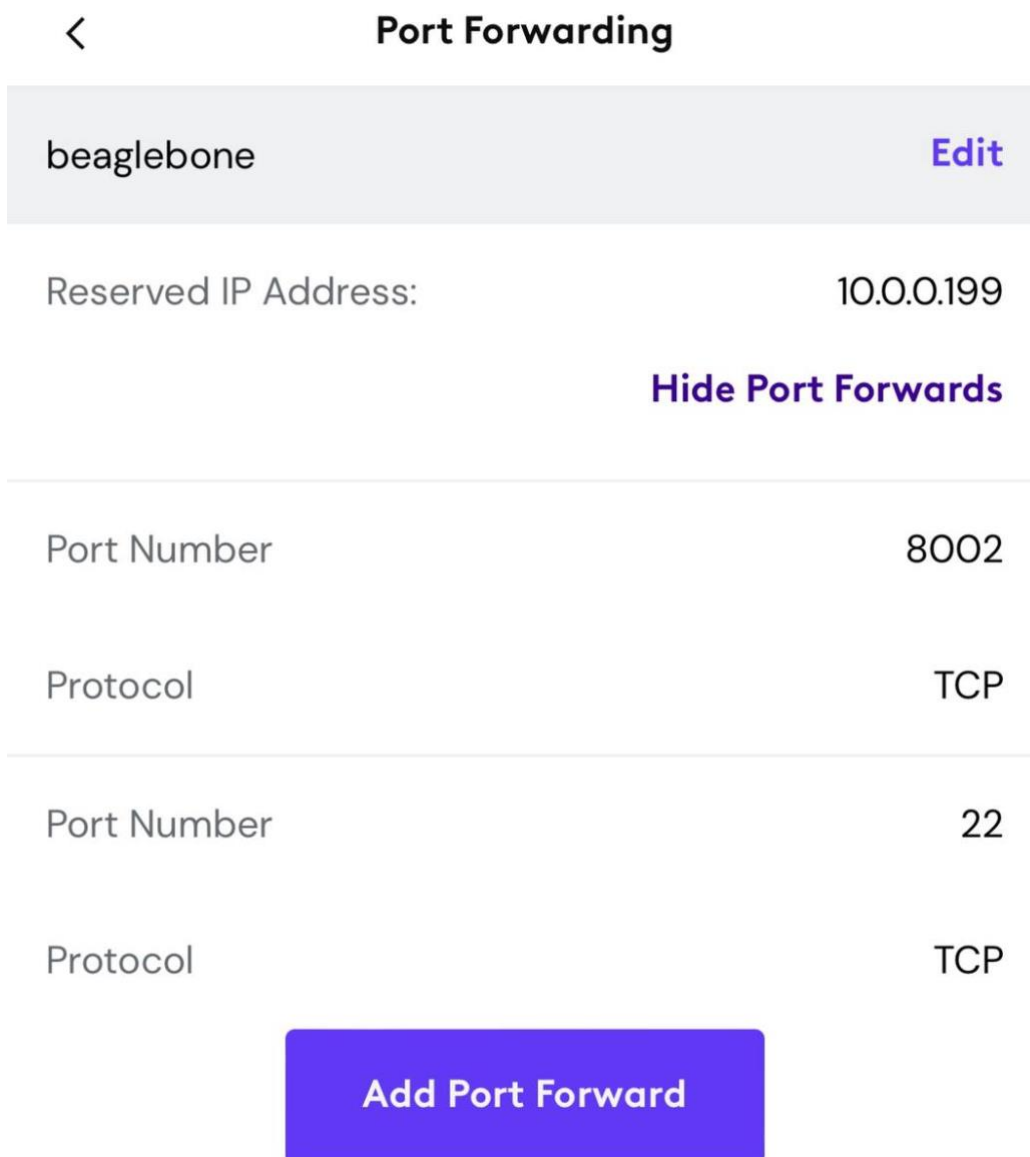 Port Forwarding
beaglebone Edit
Reserved IP Address: 10.0.0.199
Hide Port Forwards
Port Number 8002
Protocol TCP
Port Number 22
Protocol TCP
Add Port Forward